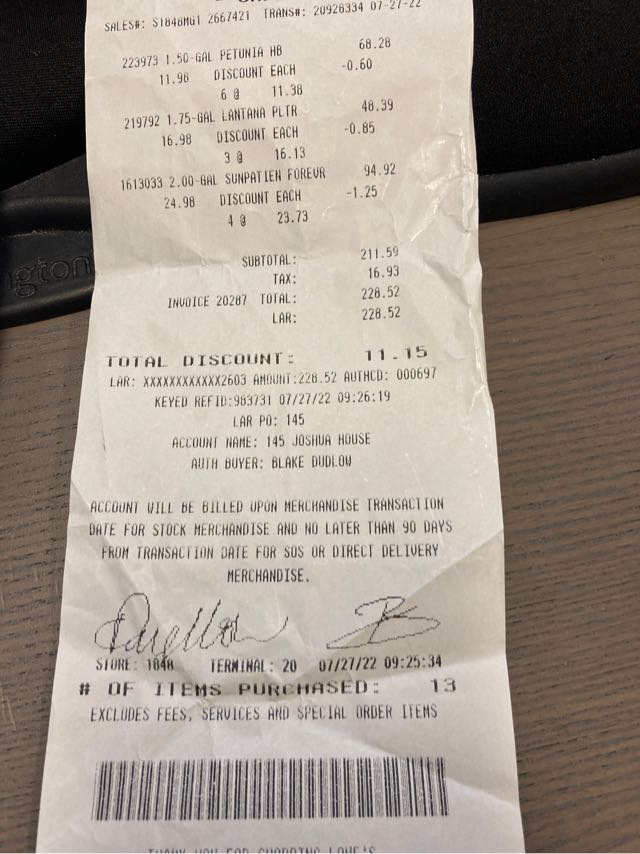 SALES#: S1848MG1 2667421 TRANS#: 20926334 07-27-22
223973 1.50-GAL PETUNIA HB 68.28
11.98 DISCOUNT EACH -0.60
6 @ 11.38
219792 1.75-GAL LANTANA PLTR 48.39
16.98 DISCOUNT EACH -0.85
3 @ 16.13
1613033 2.00-GAL SUNPATIEN FOREVR 94.92
24.98 DISCOUNT EACH -1.25
4 @ 23.73
SUBTOTAL: 211.59
TAX: 16.93
INVOICE 20287 TOTAL: 228.52
LAR: 228.52
TOTAL DISCOUNT: 11.15
LAR: XXXXXXXXXXXX2603 AMOUNT:228.52 AUTHCD: 000697
KEYED REFID:983731 07/27/22 09:26:19
LAR PO: 145
ACCOUNT NAME: 145 JOSHUA HOUSE
AUTH BUYER: BLAKE DUDLOW
ACCOUNT WILL BE BILLED UPON MERCHANDISE TRANSACTION
DATE FOR STOCK MERCHANDISE AND NO LATER THAN 90 DAYS
FROM TRANSACTION DATE FOR SOS OR DIRECT DELIVERY
MERCHANDISE.
STORE: 1848 TERMINAL: 20 07/27/22 09:25:34
# OF ITEMS PURCHASED: 13
EXCLUDES FEES, SERVICES AND SPECIAL ORDER ITEMS
THANK YOU FOR SHOPPING LOWE'S
ngton